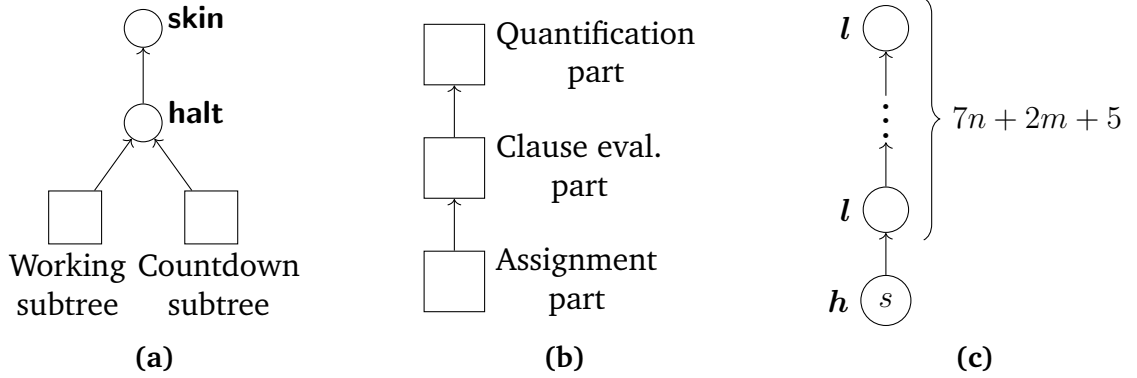 skin
halt
Working
subtree
Countdown
subtree
(a)
Quantification
part
Clause eval.
part
Assignment
part
(b)
l
⋮
7n + 2m + 5
l
h s
(c)